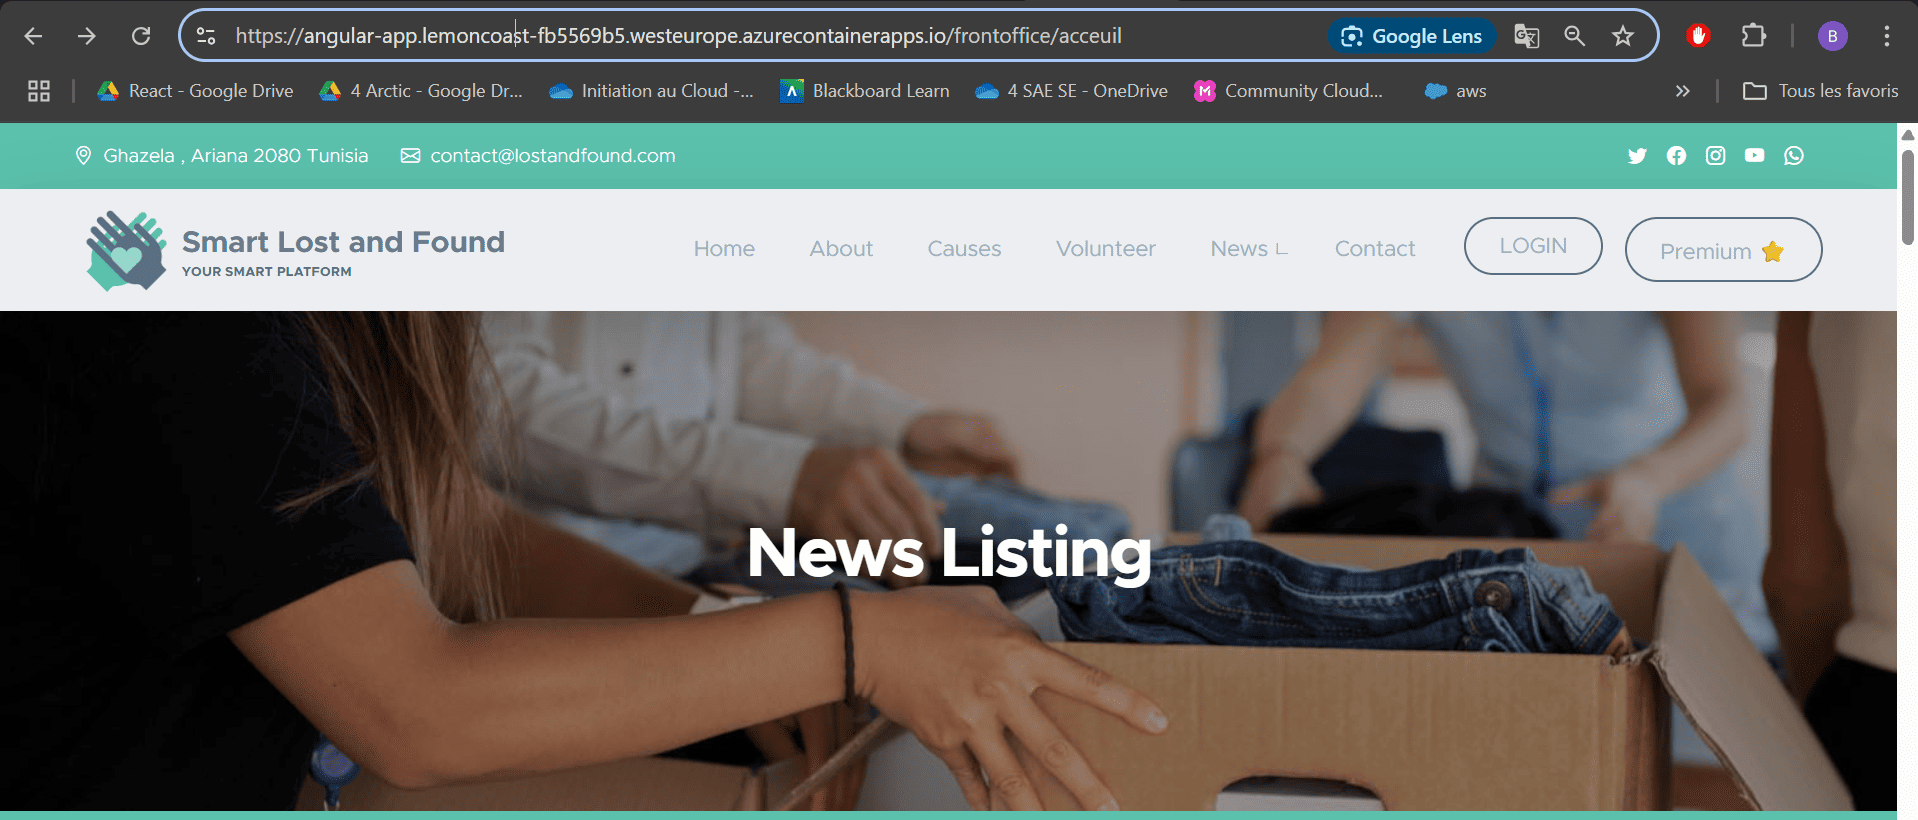 https://angular-app.lemoncoast-fb5569b5.westeurope.azurecontainerapps.io/frontoffice/acceuil
Google Lens
B
React - Google Drive
4 Arctic - Google Dr...
Initiation au Cloud -...
Blackboard Learn
4 SAE SE - OneDrive
Community Cloud...
aws
Tous les favoris
Ghazela , Ariana 2080 Tunisia
contact@lostandfound.com
Smart Lost and Found
YOUR SMART PLATFORM
Home
About
Causes
Volunteer
News
Contact
LOGIN
Premium
News Listing